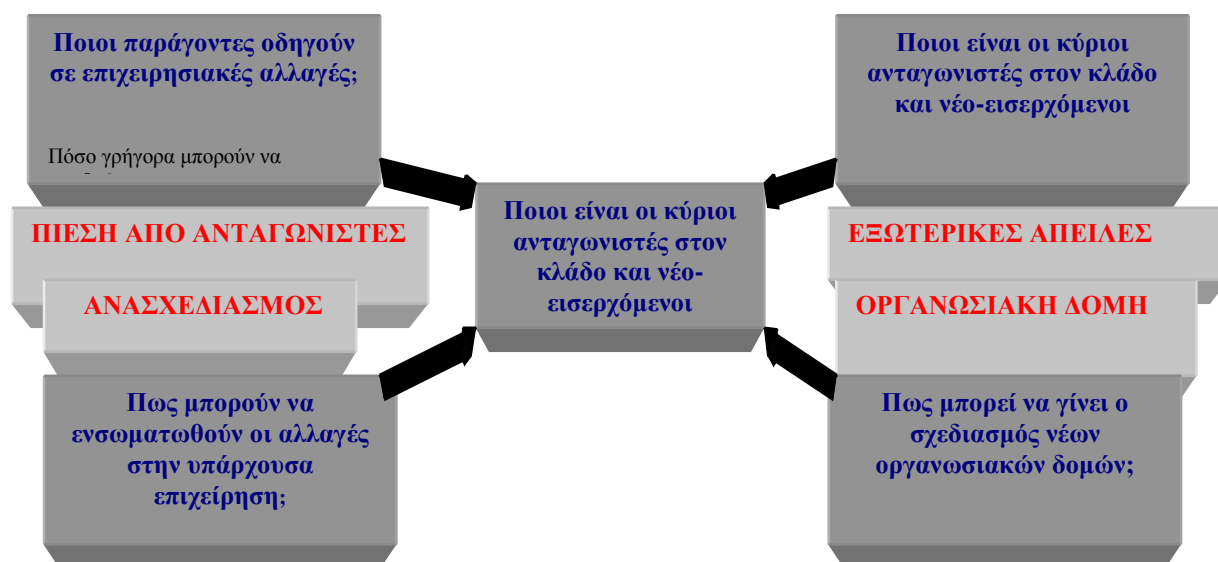 Ποιοι παράγοντες οδηγούν
σε επιχειρησιακές αλλαγές;
Πόσο γρήγορα μπορούν να
ΠΙΕΣΗ ΑΠΟ ΑΝΤΑΓΩΝΙΣΤΕΣ
ΑΝΑΣΧΕΔΙΑΣΜΟΣ
Πως μπορούν να
ενσωματωθούν οι αλλαγές
στην υπάρχουσα
επιχείρηση;
Ποιοι είναι οι κύριοι
ανταγωνιστές στον
κλάδο και νέο-
εισερχόμενοι
Ποιοι είναι οι κύριοι
ανταγωνιστές στον κλάδο
και νέο-εισερχόμενοι
ΕΞΩΤΕΡΙΚΕΣ ΑΠΕΙΛΕΣ
ΟΡΓΑΝΩΣΙΑΚΗ ΔΟΜΗ
Πως μπορεί να γίνει ο
σχεδιασμός νέων
οργανωσιακών δομών;